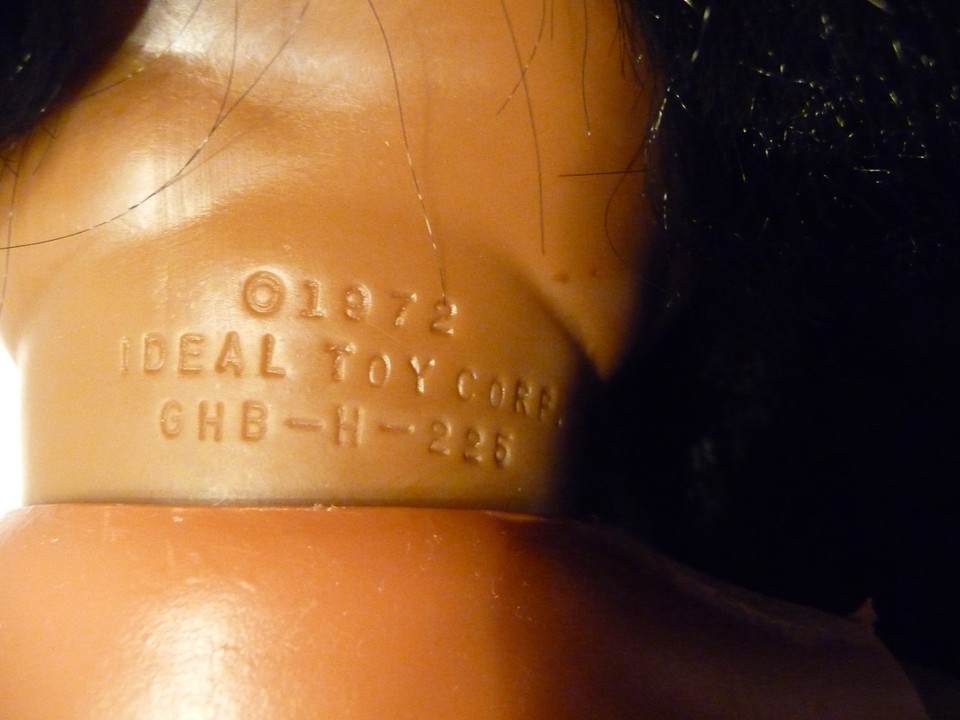 ©1972
IDEAL TOY CORP.
GHB-H-225